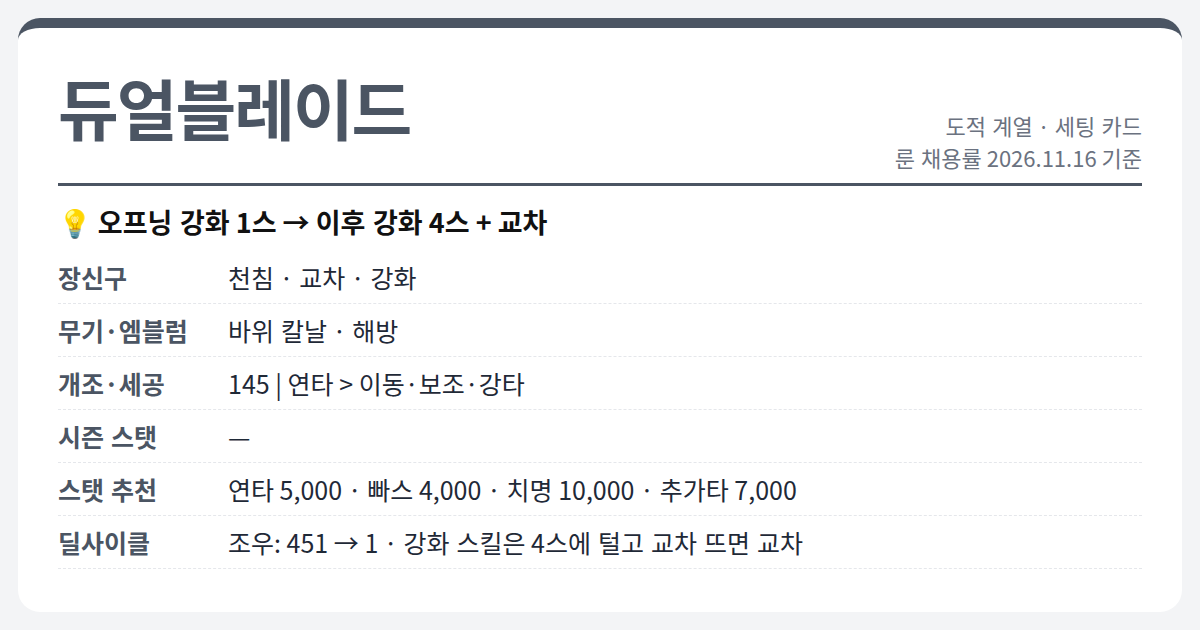 듀얼블레이드
도적 계열 · 세팅 카드
룬 채용률 2026.11.16 기준
💡 오프닝 강화 1스 → 이후 강화 4스 + 교차
장신구 천침 · 교차 · 강화
무기·엠블럼 바위 칼날 · 해방
개조·세공 145 | 연타 > 이동·보조·강타
시즌 스탯 —
스탯 추천 연타 5,000 · 빠스 4,000 · 치명 10,000 · 추가타 7,000
딜사이클 조우: 451 → 1 · 강화 스킬은 4스에 털고 교차 뜨면 교차